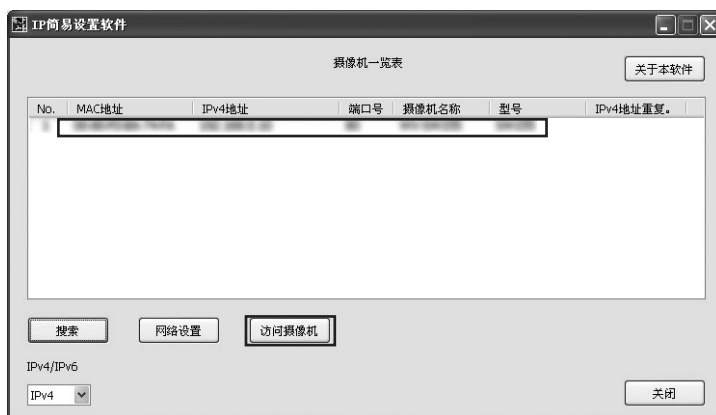 IP简易设置软件
摄像机一览表
关于本软件
No. MAC地址 IPv4地址 端口号 摄像机名称 型号 IPv4地址重复。
搜索 网络设置 访问摄像机
IPv4/IPv6
IPv4 关闭